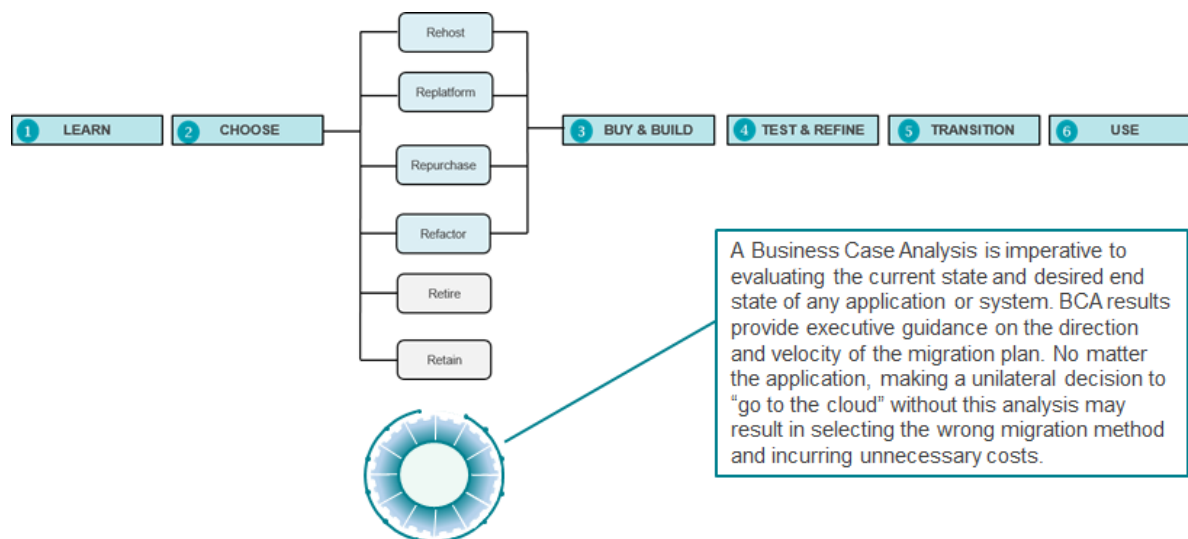 Rehost
Replatform
1 LEARN
2 CHOOSE
3 BUY & BUILD
4 TEST & REFINE
5 TRANSITION
6 USE
Repurchase
Refactor
Retire
Retain
A Business Case Analysis is imperative to
evaluating the current state and desired end
state of any application or system. BCA results
provide executive guidance on the direction
and velocity of the migration plan. No matter
the application, making a unilateral decision to
“go to the cloud” without this analysis may
result in selecting the wrong migration method
and incurring unnecessary costs.